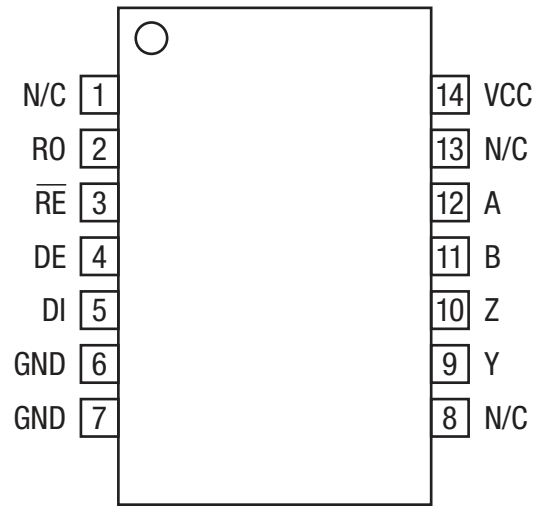 N/C 1 14 VCC
RO 2 13 N/C
R̅E̅ 3 12 A
DE 4 11 B
DI 5 10 Z
GND 6 9 Y
GND 7 8 N/C